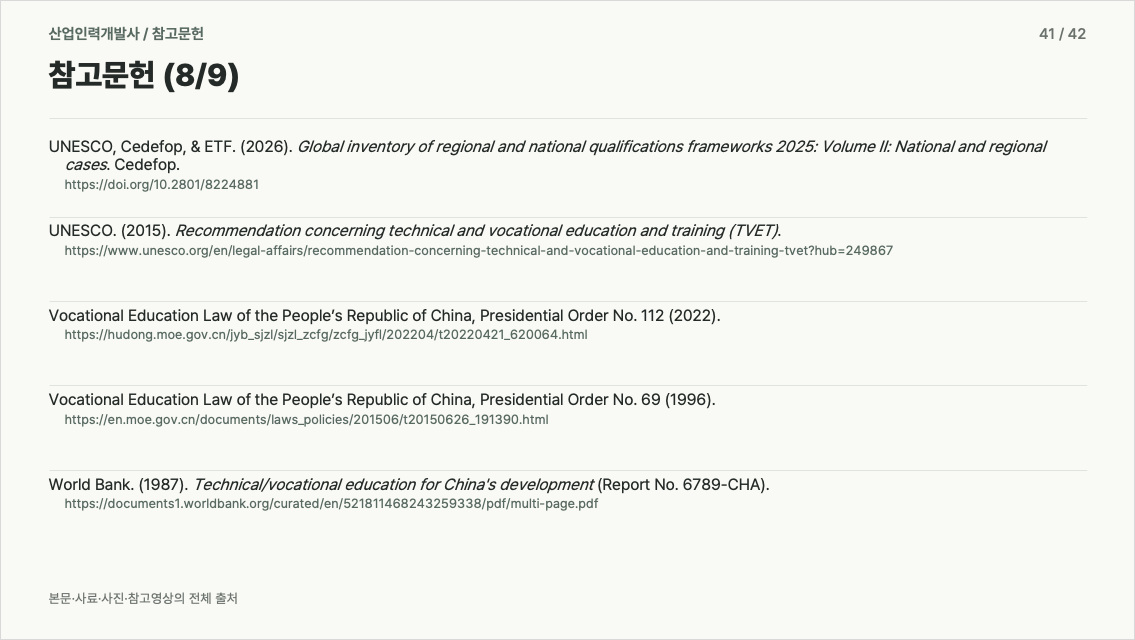 산업인력개발사 / 참고문헌
41 / 42
참고문헌 (8/9)
UNESCO, Cedefop, & ETF. (2026). Global inventory of regional and national qualifications frameworks 2025: Volume II: National and regional
cases. Cedefop.
https://doi.org/10.2801/8224881
UNESCO. (2015). Recommendation concerning technical and vocational education and training (TVET).
https://www.unesco.org/en/legal-affairs/recommendation-concerning-technical-and-vocational-education-and-training-tvet?hub=249867
Vocational Education Law of the People’s Republic of China, Presidential Order No. 112 (2022).
https://hudong.moe.gov.cn/jyb_sjzl/sjzl_zcfg/zcfg_jyfl/202204/t20220421_620064.html
Vocational Education Law of the People’s Republic of China, Presidential Order No. 69 (1996).
https://en.moe.gov.cn/documents/laws_policies/201506/t20150626_191390.html
World Bank. (1987). Technical/vocational education for China's development (Report No. 6789-CHA).
https://documents1.worldbank.org/curated/en/521811468243259338/pdf/multi-page.pdf
본문·사료·사진·참고영상의 전체 출처